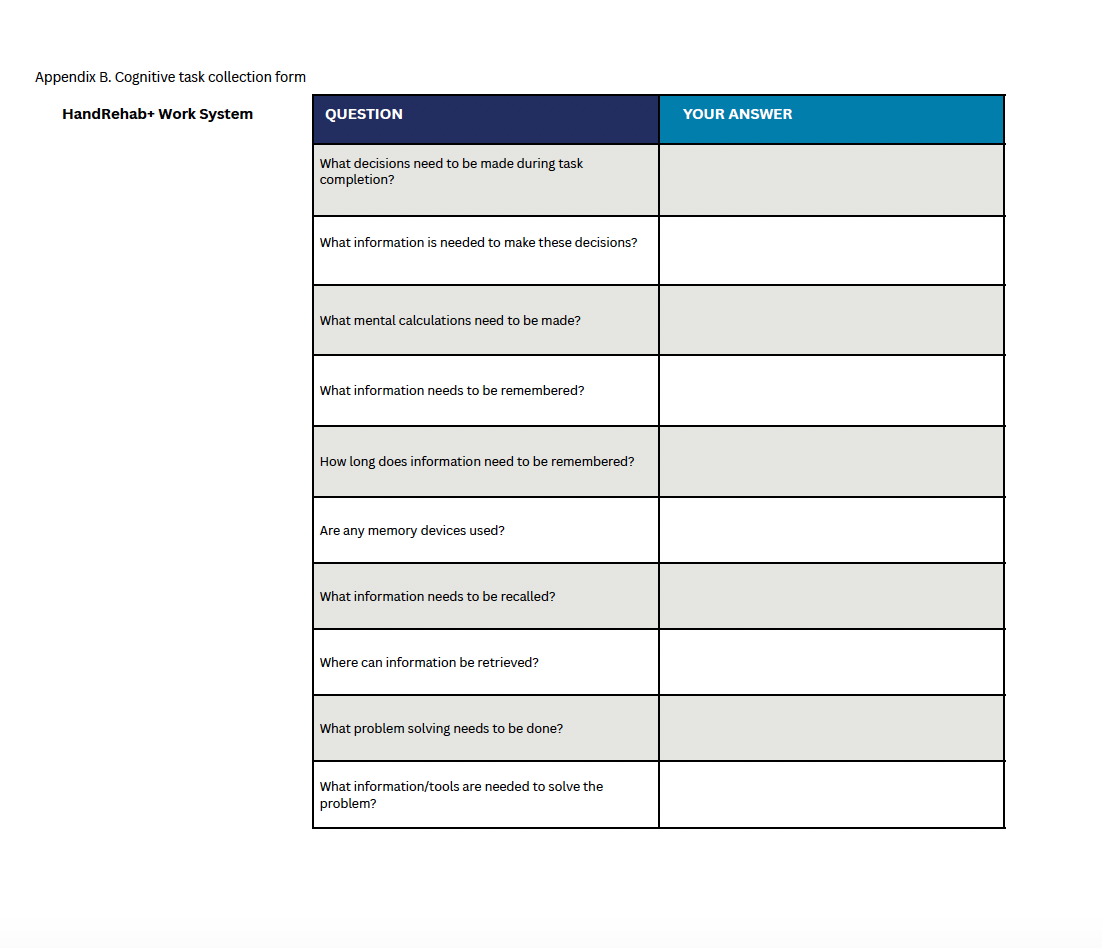 Appendix B. Cognitive task collection form
HandRehab+ Work System
QUESTION
YOUR ANSWER
What decisions need to be made during task
completion?
What information is needed to make these decisions?
What mental calculations need to be made?
What information needs to be remembered?
How long does information need to be remembered?
Are any memory devices used?
What information needs to be recalled?
Where can information be retrieved?
What problem solving needs to be done?
What information/tools are needed to solve the
problem?